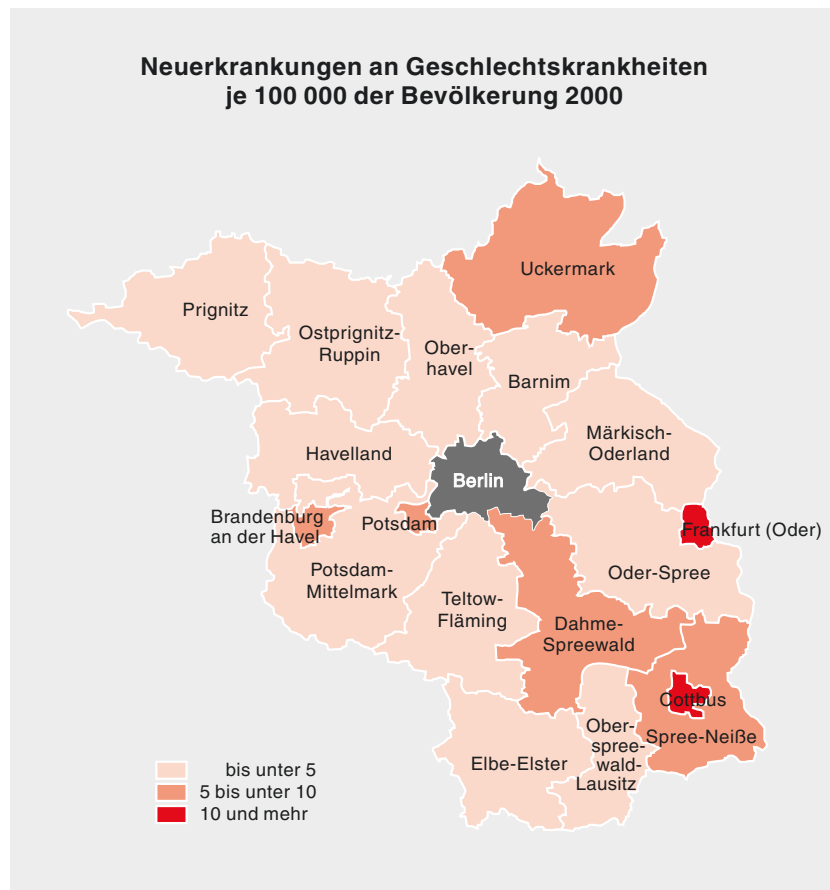 Neuerkrankungen an Geschlechtskrankheiten
je 100 000 der Bevölkerung 2000
Uckermark
Prignitz
Ostprignitz-
Ruppin
Ober-
havel
Barnim
Märkisch-
Oderland
Havelland
Berlin
Brandenburg
an der Havel
Potsdam
Frankfurt (Oder)
Potsdam-
Mittelmark
Oder-Spree
Teltow-
Fläming
Dahme-
Spreewald
Cottbus
Spree-Neiße
Ober-
spree-
wald-
Lausitz
Elbe-Elster
bis unter 5
5 bis unter 10
10 und mehr